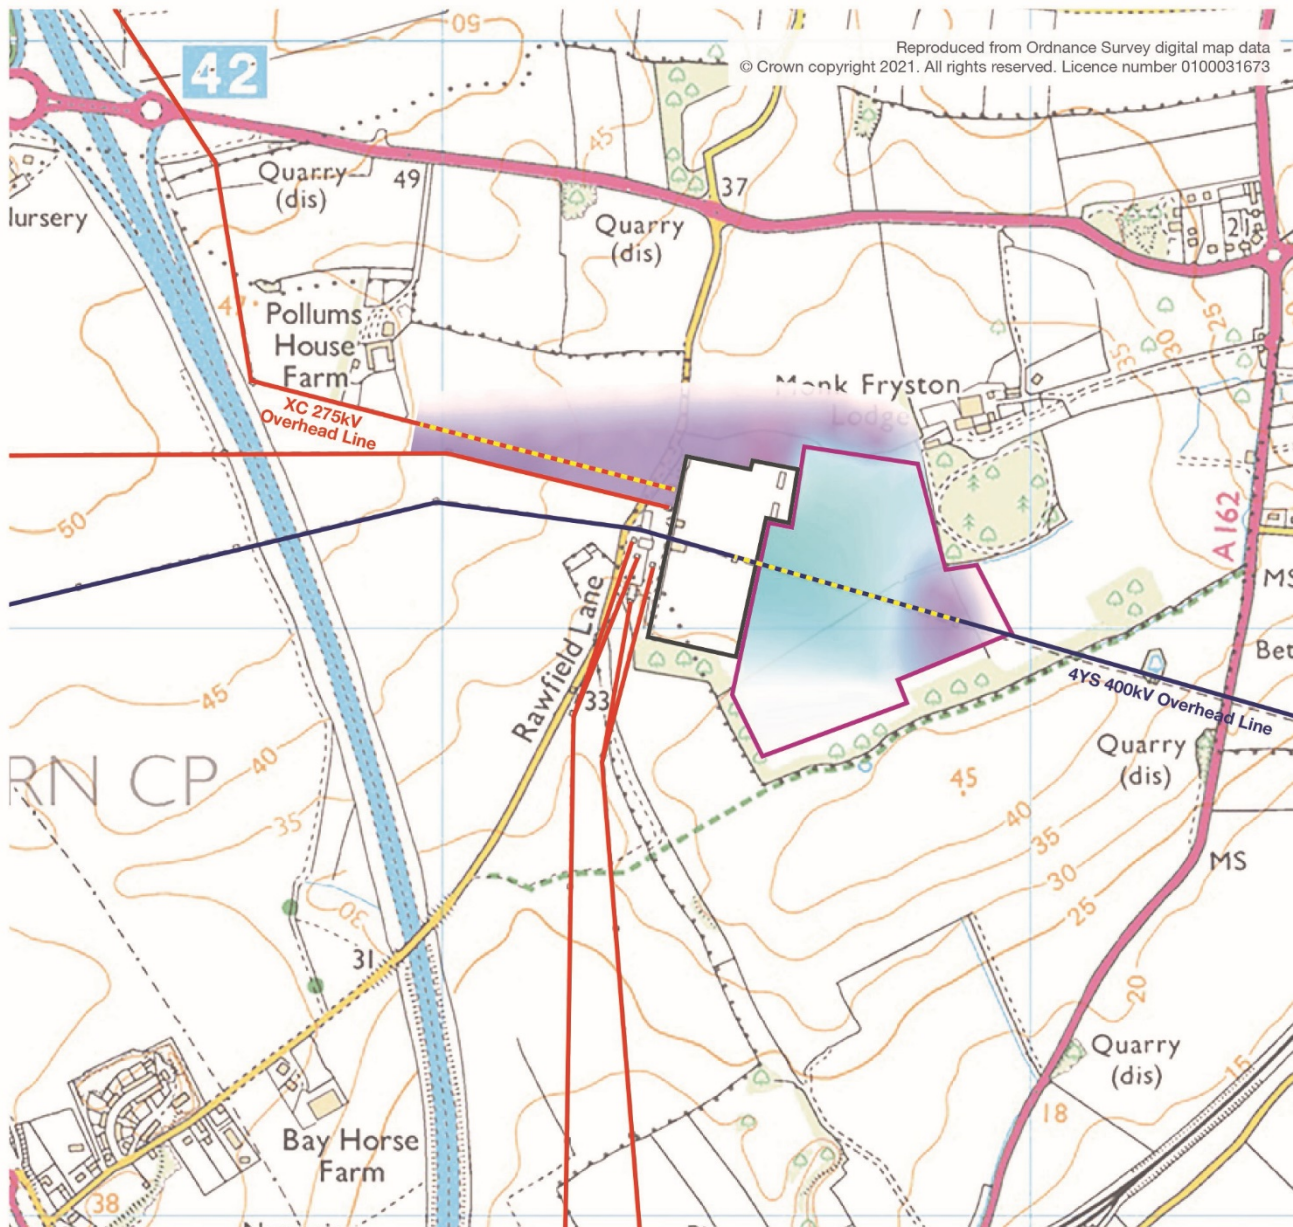 50
Reproduced from Ordnance Survey digital map data
© Crown copyright 2021. All rights reserved. Licence number 0100031673
42
45
Quarry
(dis)
49
37
Quarry
(dis)
21
47
Pollums
House
Farm
25
30
35
Monk Fryston
Lodge
XC 275kV
Overhead Line
50
A162
MS
Rawfield Lane
33
Bet
4YS 400kV Overhead Line
45
40
RN CP
35
Quarry
(dis)
45
40
35
30
25
MS
30
31
20
Quarry
(dis)
15
18
Bay Horse
Farm
38